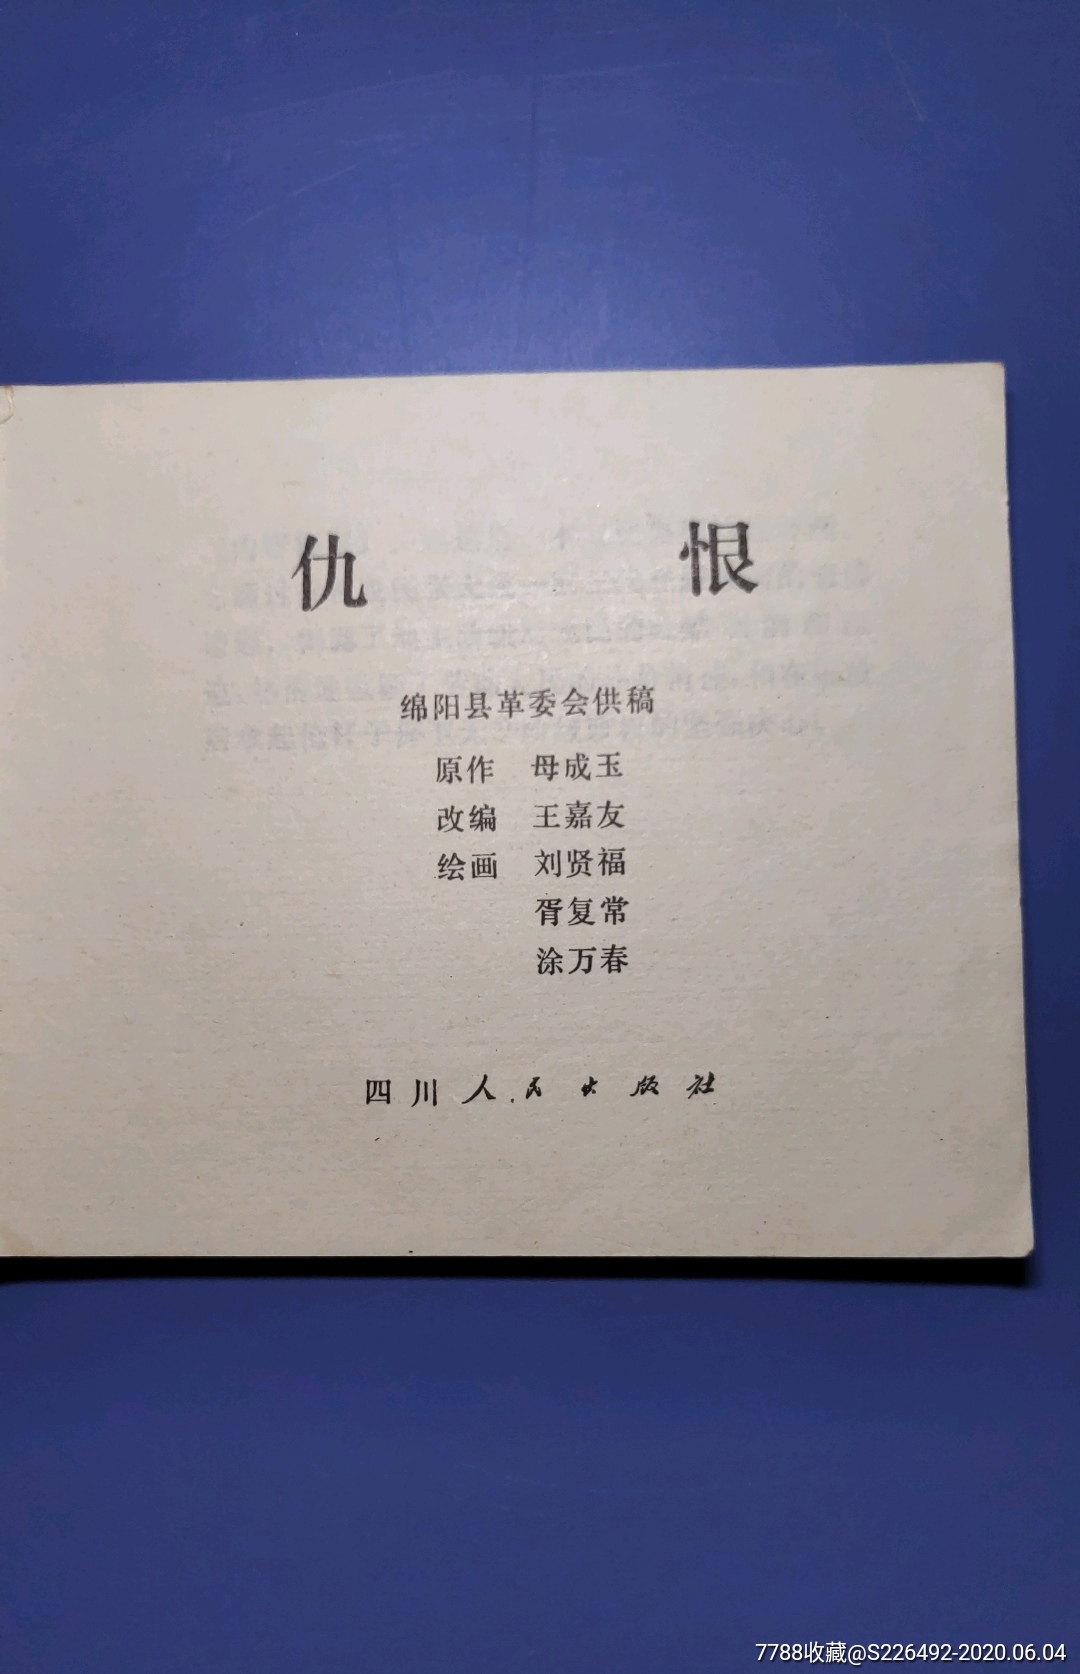 仇 恨
绵阳县革委会供稿
原作 母成玉
改编 王嘉友
绘画 刘贤福
胥复常
涂万春
四川人民出版社
7788收藏@S226492-2020.06.04